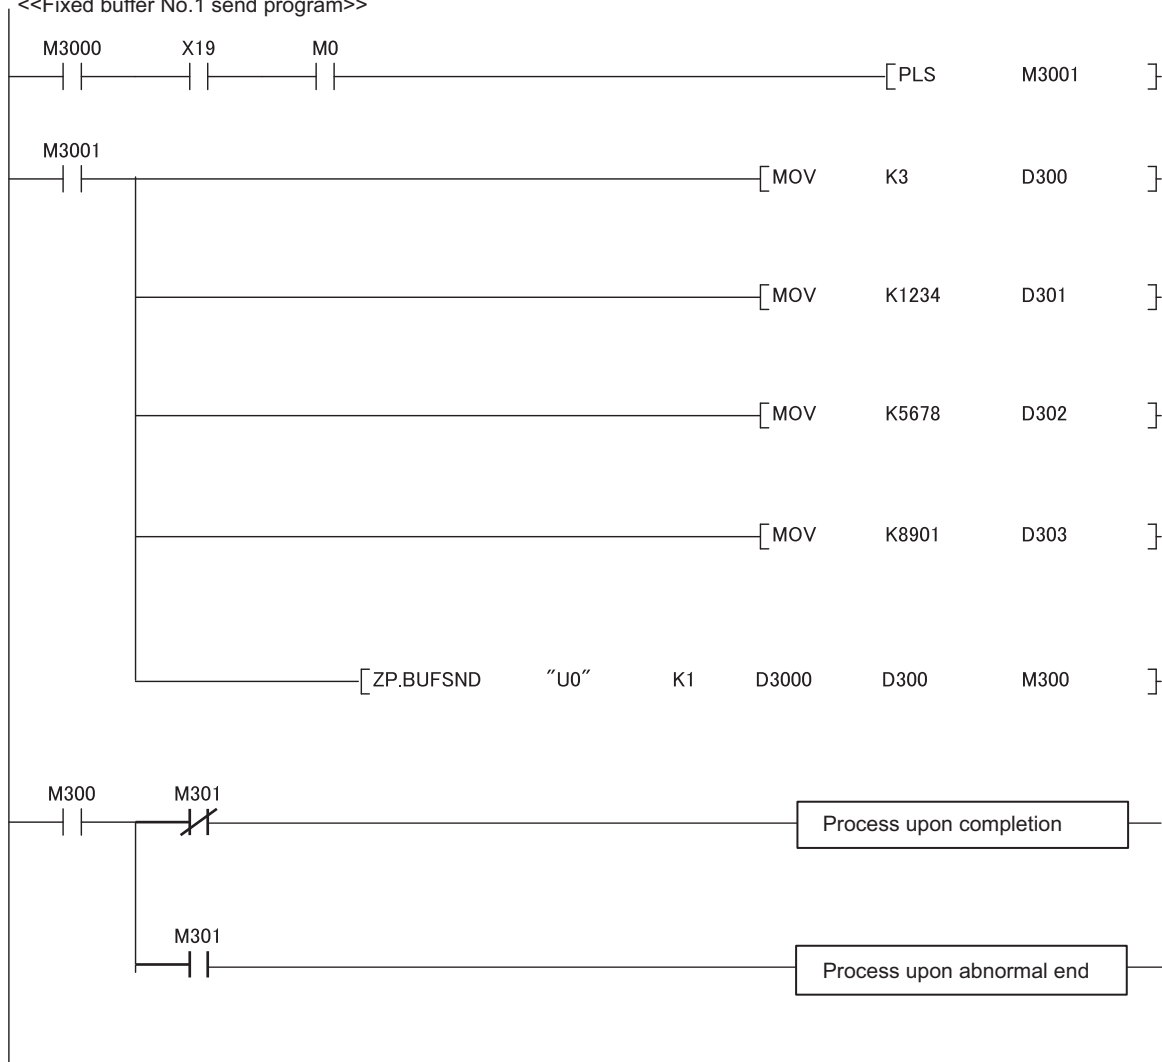 <<Fixed buffer No.1 send program>>
M3000 X19 M0
PLS M3001
M3001
MOV K3 D300
MOV K1234 D301
MOV K5678 D302
MOV K8901 D303
ZP.BUFSND "U0" K1 D3000 D300 M300
M300 M301
Process upon completion
M301
Process upon abnormal end